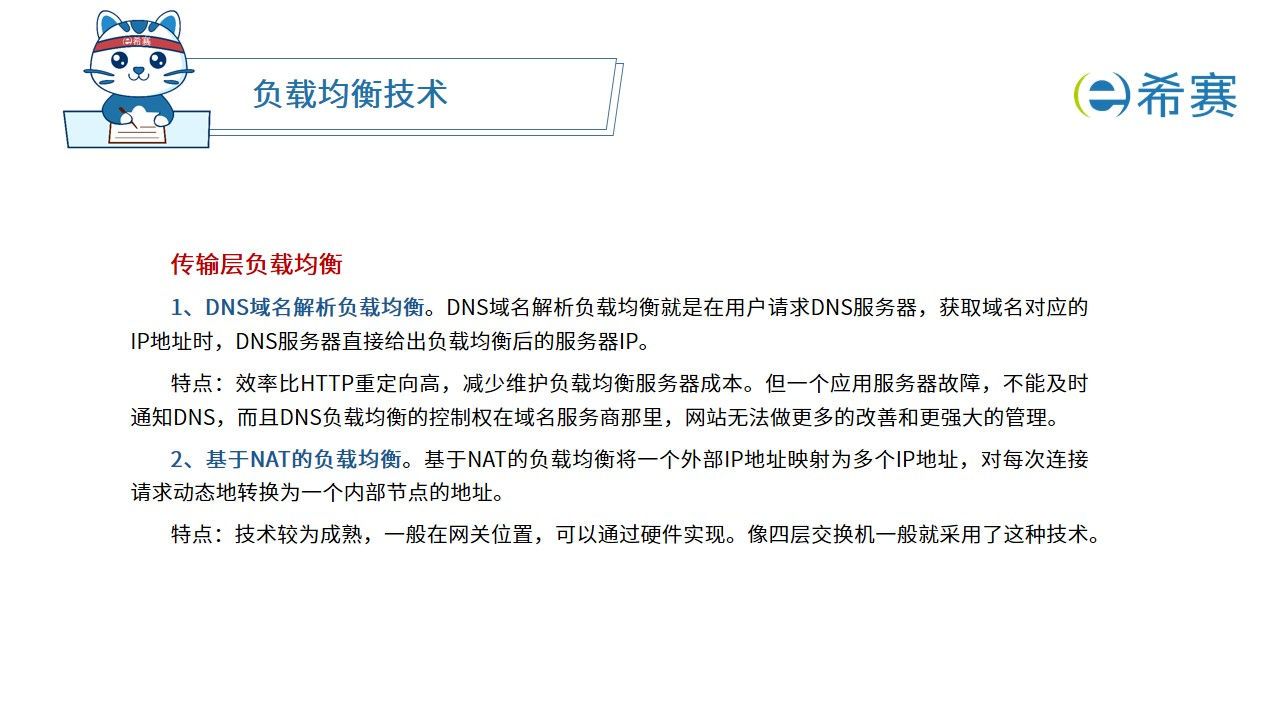 希赛
负载均衡技术
希赛
传输层负载均衡
1、DNS域名解析负载均衡。DNS域名解析负载均衡就是在用户请求DNS服务器，获取域名对应的
IP地址时，DNS服务器直接给出负载均衡后的服务器IP。
特点：效率比HTTP重定向高，减少维护负载均衡服务器成本。但一个应用服务器故障，不能及时
通知DNS，而且DNS负载均衡的控制权在域名服务商那里，网站无法做更多的改善和更强大的管理。
2、基于NAT的负载均衡。基于NAT的负载均衡将一个外部IP地址映射为多个IP地址，对每次连接
请求动态地转换为一个内部节点的地址。
特点：技术较为成熟，一般在网关位置，可以通过硬件实现。像四层交换机一般就采用了这种技术。